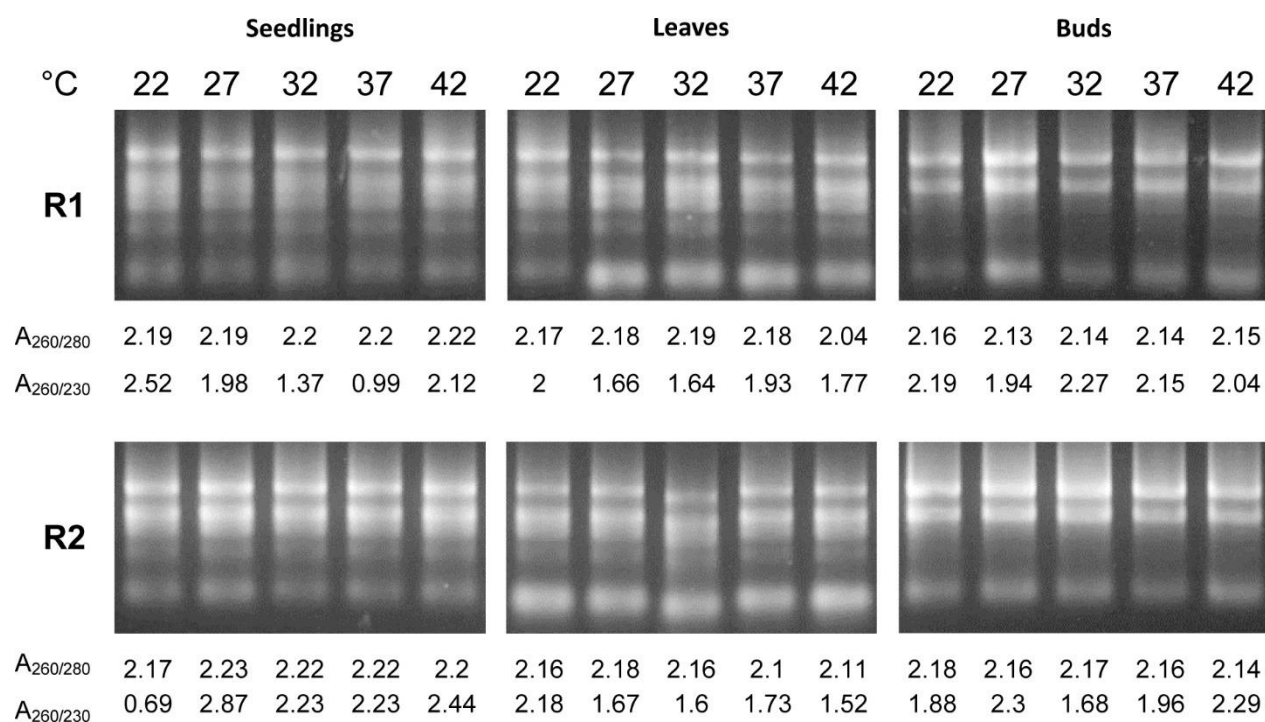 Seedlings Leaves Buds
°C 22 27 32 37 42 22 27 32 37 42 22 27 32 37 42
R1
A260/280 2.19 2.19 2.2 2.2 2.22 2.17 2.18 2.19 2.18 2.04 2.16 2.13 2.14 2.14 2.15
A260/230 2.52 1.98 1.37 0.99 2.12 2 1.66 1.64 1.93 1.77 2.19 1.94 2.27 2.15 2.04
R2
A260/280 2.17 2.23 2.22 2.22 2.2 2.16 2.18 2.16 2.1 2.11 2.18 2.16 2.17 2.16 2.14
A260/230 0.69 2.87 2.23 2.23 2.44 2.18 1.67 1.6 1.73 1.52 1.88 2.3 1.68 1.96 2.29